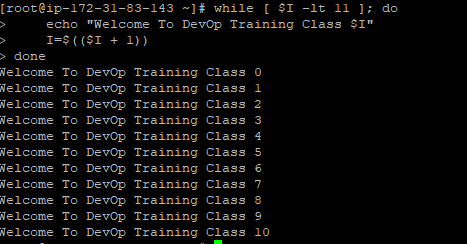 [root@ip-172-31-83-143 ~]# while [ $I -lt 11 ]; do
>     echo "Welcome To DevOp Training Class $I"
>     I=$(($I + 1))
> done
Welcome To DevOp Training Class 0
Welcome To DevOp Training Class 1
Welcome To DevOp Training Class 2
Welcome To DevOp Training Class 3
Welcome To DevOp Training Class 4
Welcome To DevOp Training Class 5
Welcome To DevOp Training Class 6
Welcome To DevOp Training Class 7
Welcome To DevOp Training Class 8
Welcome To DevOp Training Class 9
Welcome To DevOp Training Class 10